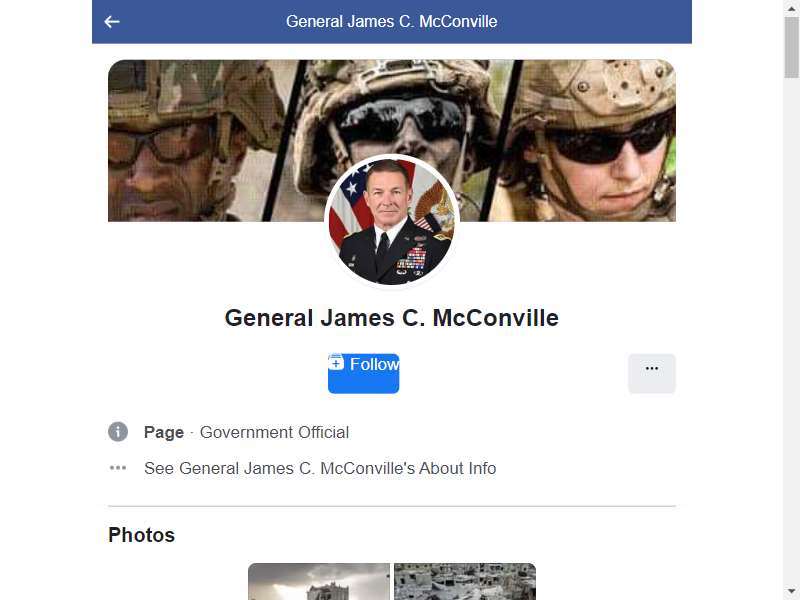 General James C. McConville
General James C. McConville
Follow
Page · Government Official
See General James C. McConville's About Info
Photos